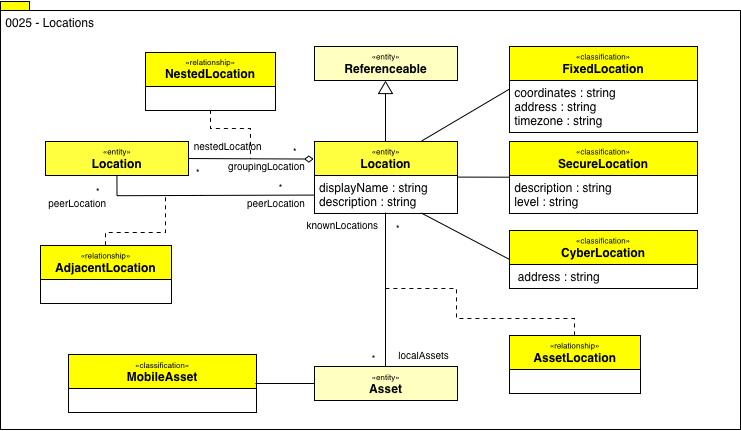 0025 - Locations
«relationship»
NestedLocation
«entity»
Referenceable
«classification»
FixedLocation
coordinates : string
address : string
timezone : string
«entity»
Location
nestedLocation
*
*
groupingLocation
«entity»
Location
displayName : string
description : string
«classification»
SecureLocation
description : string
level : string
*
peerLocation
*
peerLocation
knownLocations
*
«classification»
CyberLocation
address : string
«relationship»
AdjacentLocation
«relationship»
AssetLocation
*
localAssets
«classification»
MobileAsset
«entity»
Asset